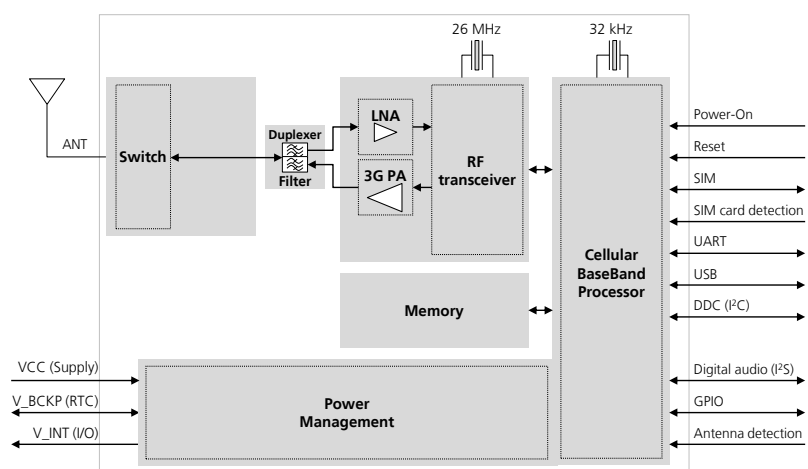 26 MHz
32 kHz
ANT
Switch
Duplexer
Filter
LNA
3G PA
RF
transceiver
Memory
Cellular
BaseBand
Processor
Power
Management
VCC (Supply)
V_BCKP (RTC)
V_INT (I/O)
Power-On
Reset
SIM
SIM card detection
UART
USB
DDC (I²C)
Digital audio (I²S)
GPIO
Antenna detection